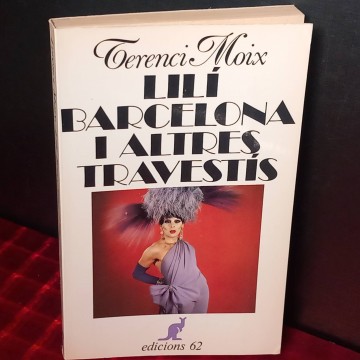 Terenci Moix
LILÍ
BARCELONA
I ALTRES
TRAVESTÍS
edicions 62